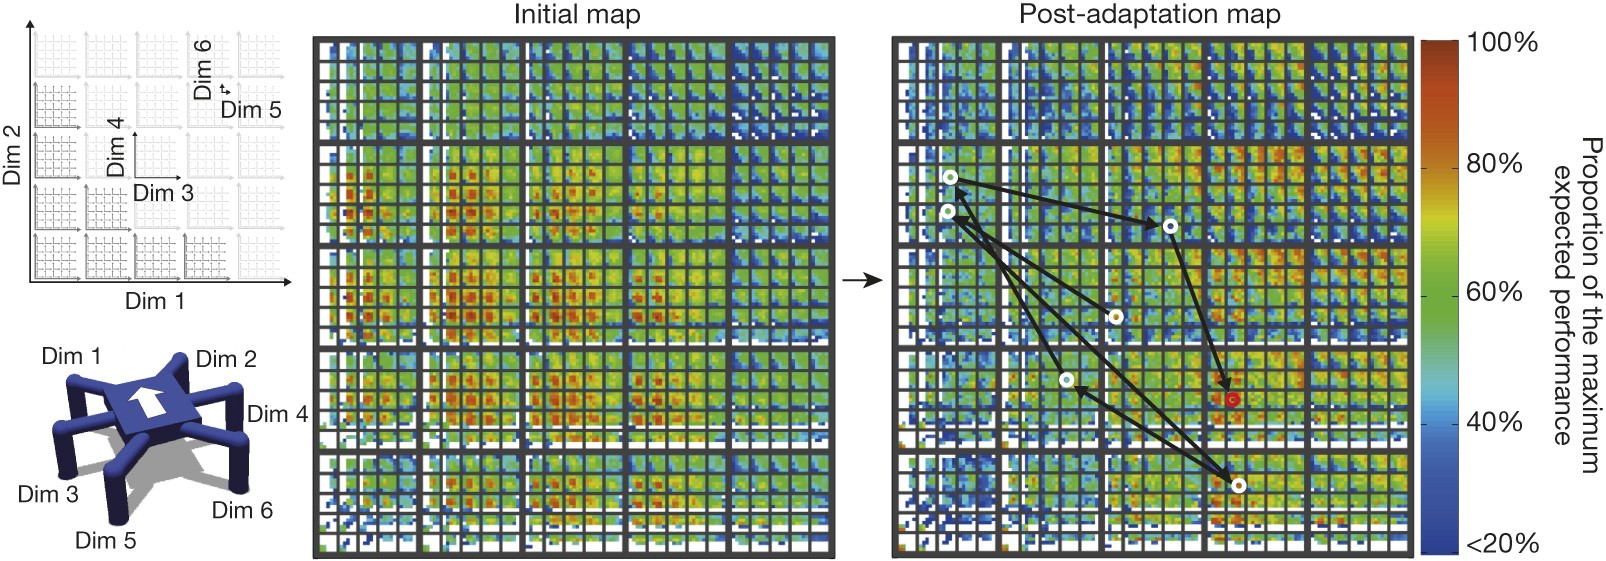 Initial map
Post-adaptation map
Dim 2
Dim 6
Dim 5
Dim 4
Dim 3
Dim 1
Dim 1
Dim 2
Dim 4
Dim 3
Dim 6
Dim 5
100%
80%
60%
40%
<20%
Proportion of the maximum
expected performance